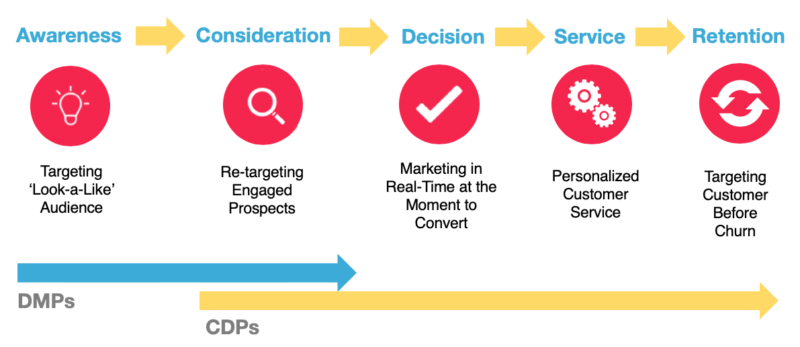 Awareness
Consideration
Decision
Service
Retention
Targeting
‘Look-a-Like’
Audience
Re-targeting
Engaged
Prospects
Marketing in
Real-Time at the
Moment to
Convert
Personalized
Customer
Service
Targeting
Customer
Before
Churn
DMPs
CDPs